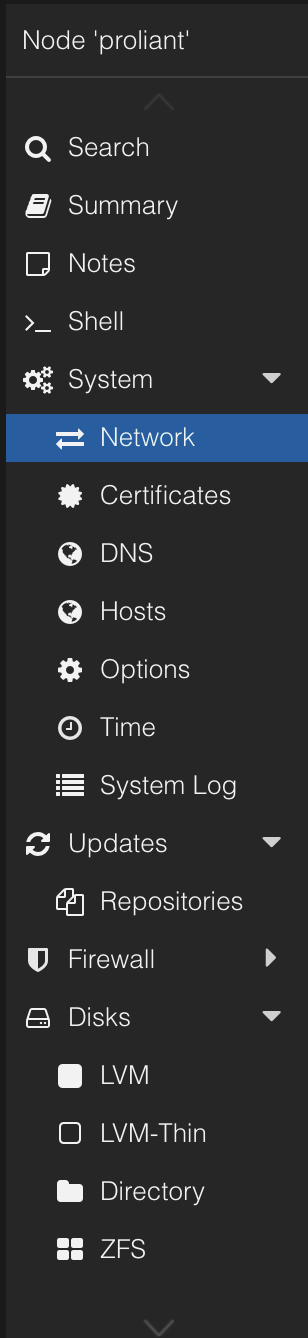 Node 'proliant'
Search
Summary
Notes
Shell
System
Network
Certificates
DNS
Hosts
Options
Time
System Log
Updates
Repositories
Firewall
Disks
LVM
LVM-Thin
Directory
ZFS